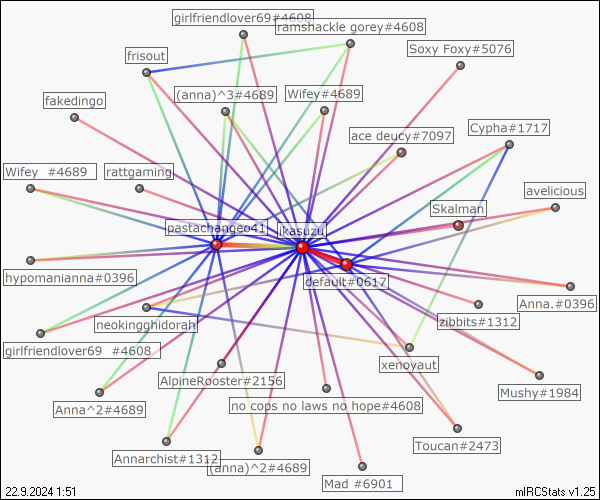 girlfriendlover69#4608
ramshackle gorey#4608
Soxy Foxy#5076
frisout
fakedingo
(anna)^3#4689
Wifey#4689
ace deucy#7097
Cypha#1717
Wifey  #4689
rattgaming
avelicious
Skalman
pastachangeo41
ikasuzu
hypomanianna#0396
default#0617
Anna.#0396
neokingghidorah
zibbits#1312
girlfriendlover69  #4608
xenoyaut
AlpineRooster#2156
Mushy#1984
Anna^2#4689
no cops no laws no hope#4608
Toucan#2473
Annarchist#1312
(anna)^2#4689
Mad #6901
22.9.2024 1:51
mIRCStats v1.25